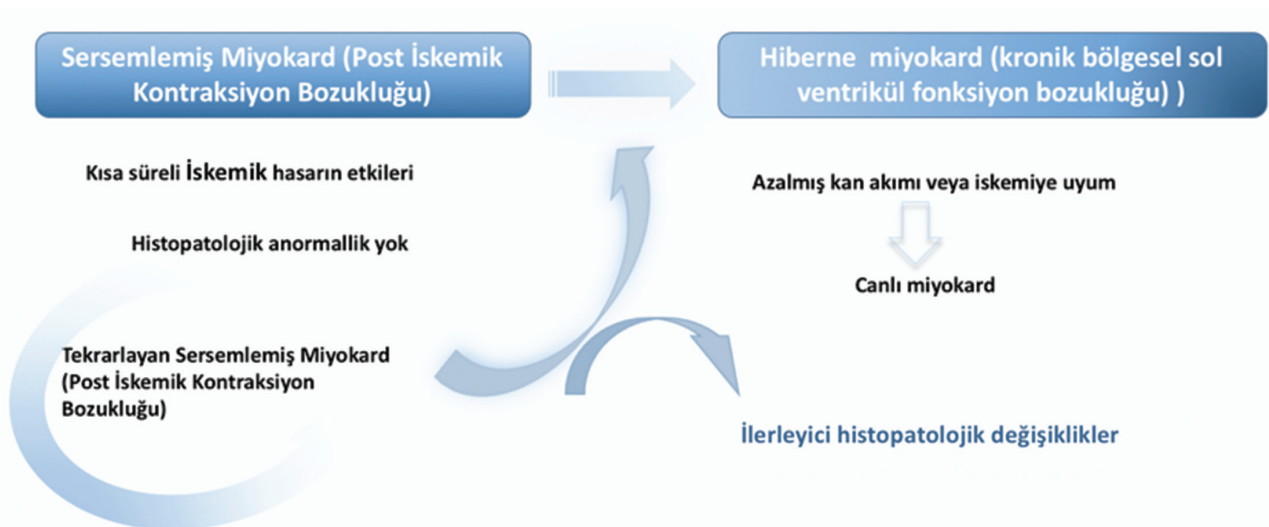 Sersemlemiş Miyokard (Post İskemik
Kontraksiyon Bozukluğu)
Hiberne miyokard (kronik bölgesel sol
ventrikül fonksiyon bozukluğu) )
Kısa süreli İskemik hasarın etkileri
Histopatolojik anormallik yok
Tekrarlayan Sersemlemiş Miyokard
(Post İskemik Kontraksiyon
Bozukluğu)
Azalmış kan akımı veya iskemiye uyum
Canlı miyokard
İlerleyici histopatolojik değişiklikler